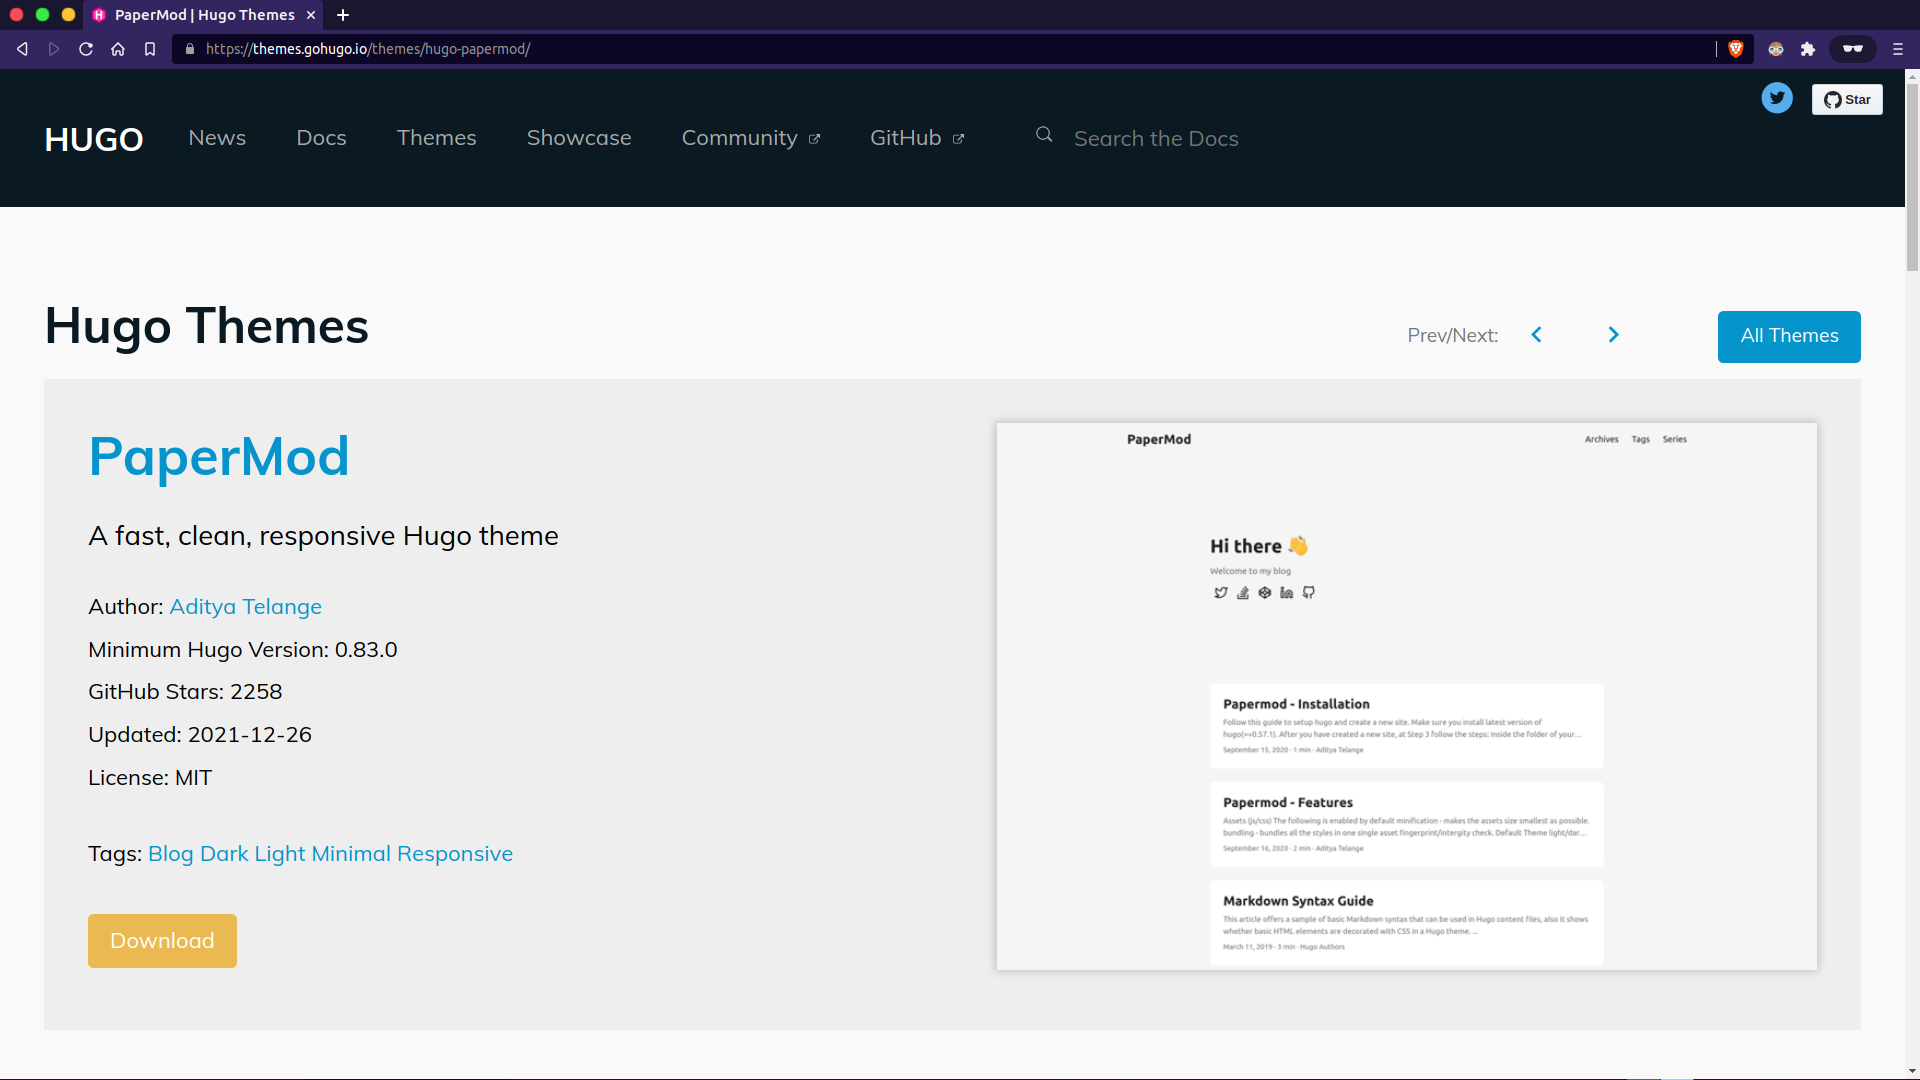 PaperMod | Hugo Themes
https://themes.gohugo.io/themes/hugo-papermod/
Star
HUGO News Docs Themes Showcase Community GitHub Search the Docs
Hugo Themes
Prev/Next:
All Themes
PaperMod
A fast, clean, responsive Hugo theme
Author: Aditya Telange
Minimum Hugo Version: 0.83.0
GitHub Stars: 2258
Updated: 2021-12-26
License: MIT
Tags: Blog Dark Light Minimal Responsive
Download
PaperMod
Archives Tags Series
Hi there 👋
Welcome to my blog
Papermod - Installation
Follow this guide to setup hugo and create a new site. Make sure you install latest version of
hugo(>=0.57.1). After you have created a new site, at Step 3 follow the steps: Inside the folder of your…
September 15, 2020 · 1 min · Aditya Telange
Papermod - Features
Assets (js/css) The following is enabled by default minification - makes the assets size smallest as possible.
bundling - bundles all the styles in one single asset fingerprint/intergity check. Default Theme light/dar…
September 16, 2020 · 2 min · Aditya Telange
Markdown Syntax Guide
This article offers a sample of basic Markdown syntax that can be used in Hugo content files, also it shows
whether basic HTML elements are decorated with CSS in a Hugo theme. ...
March 11, 2019 · 3 min · Hugo Authors